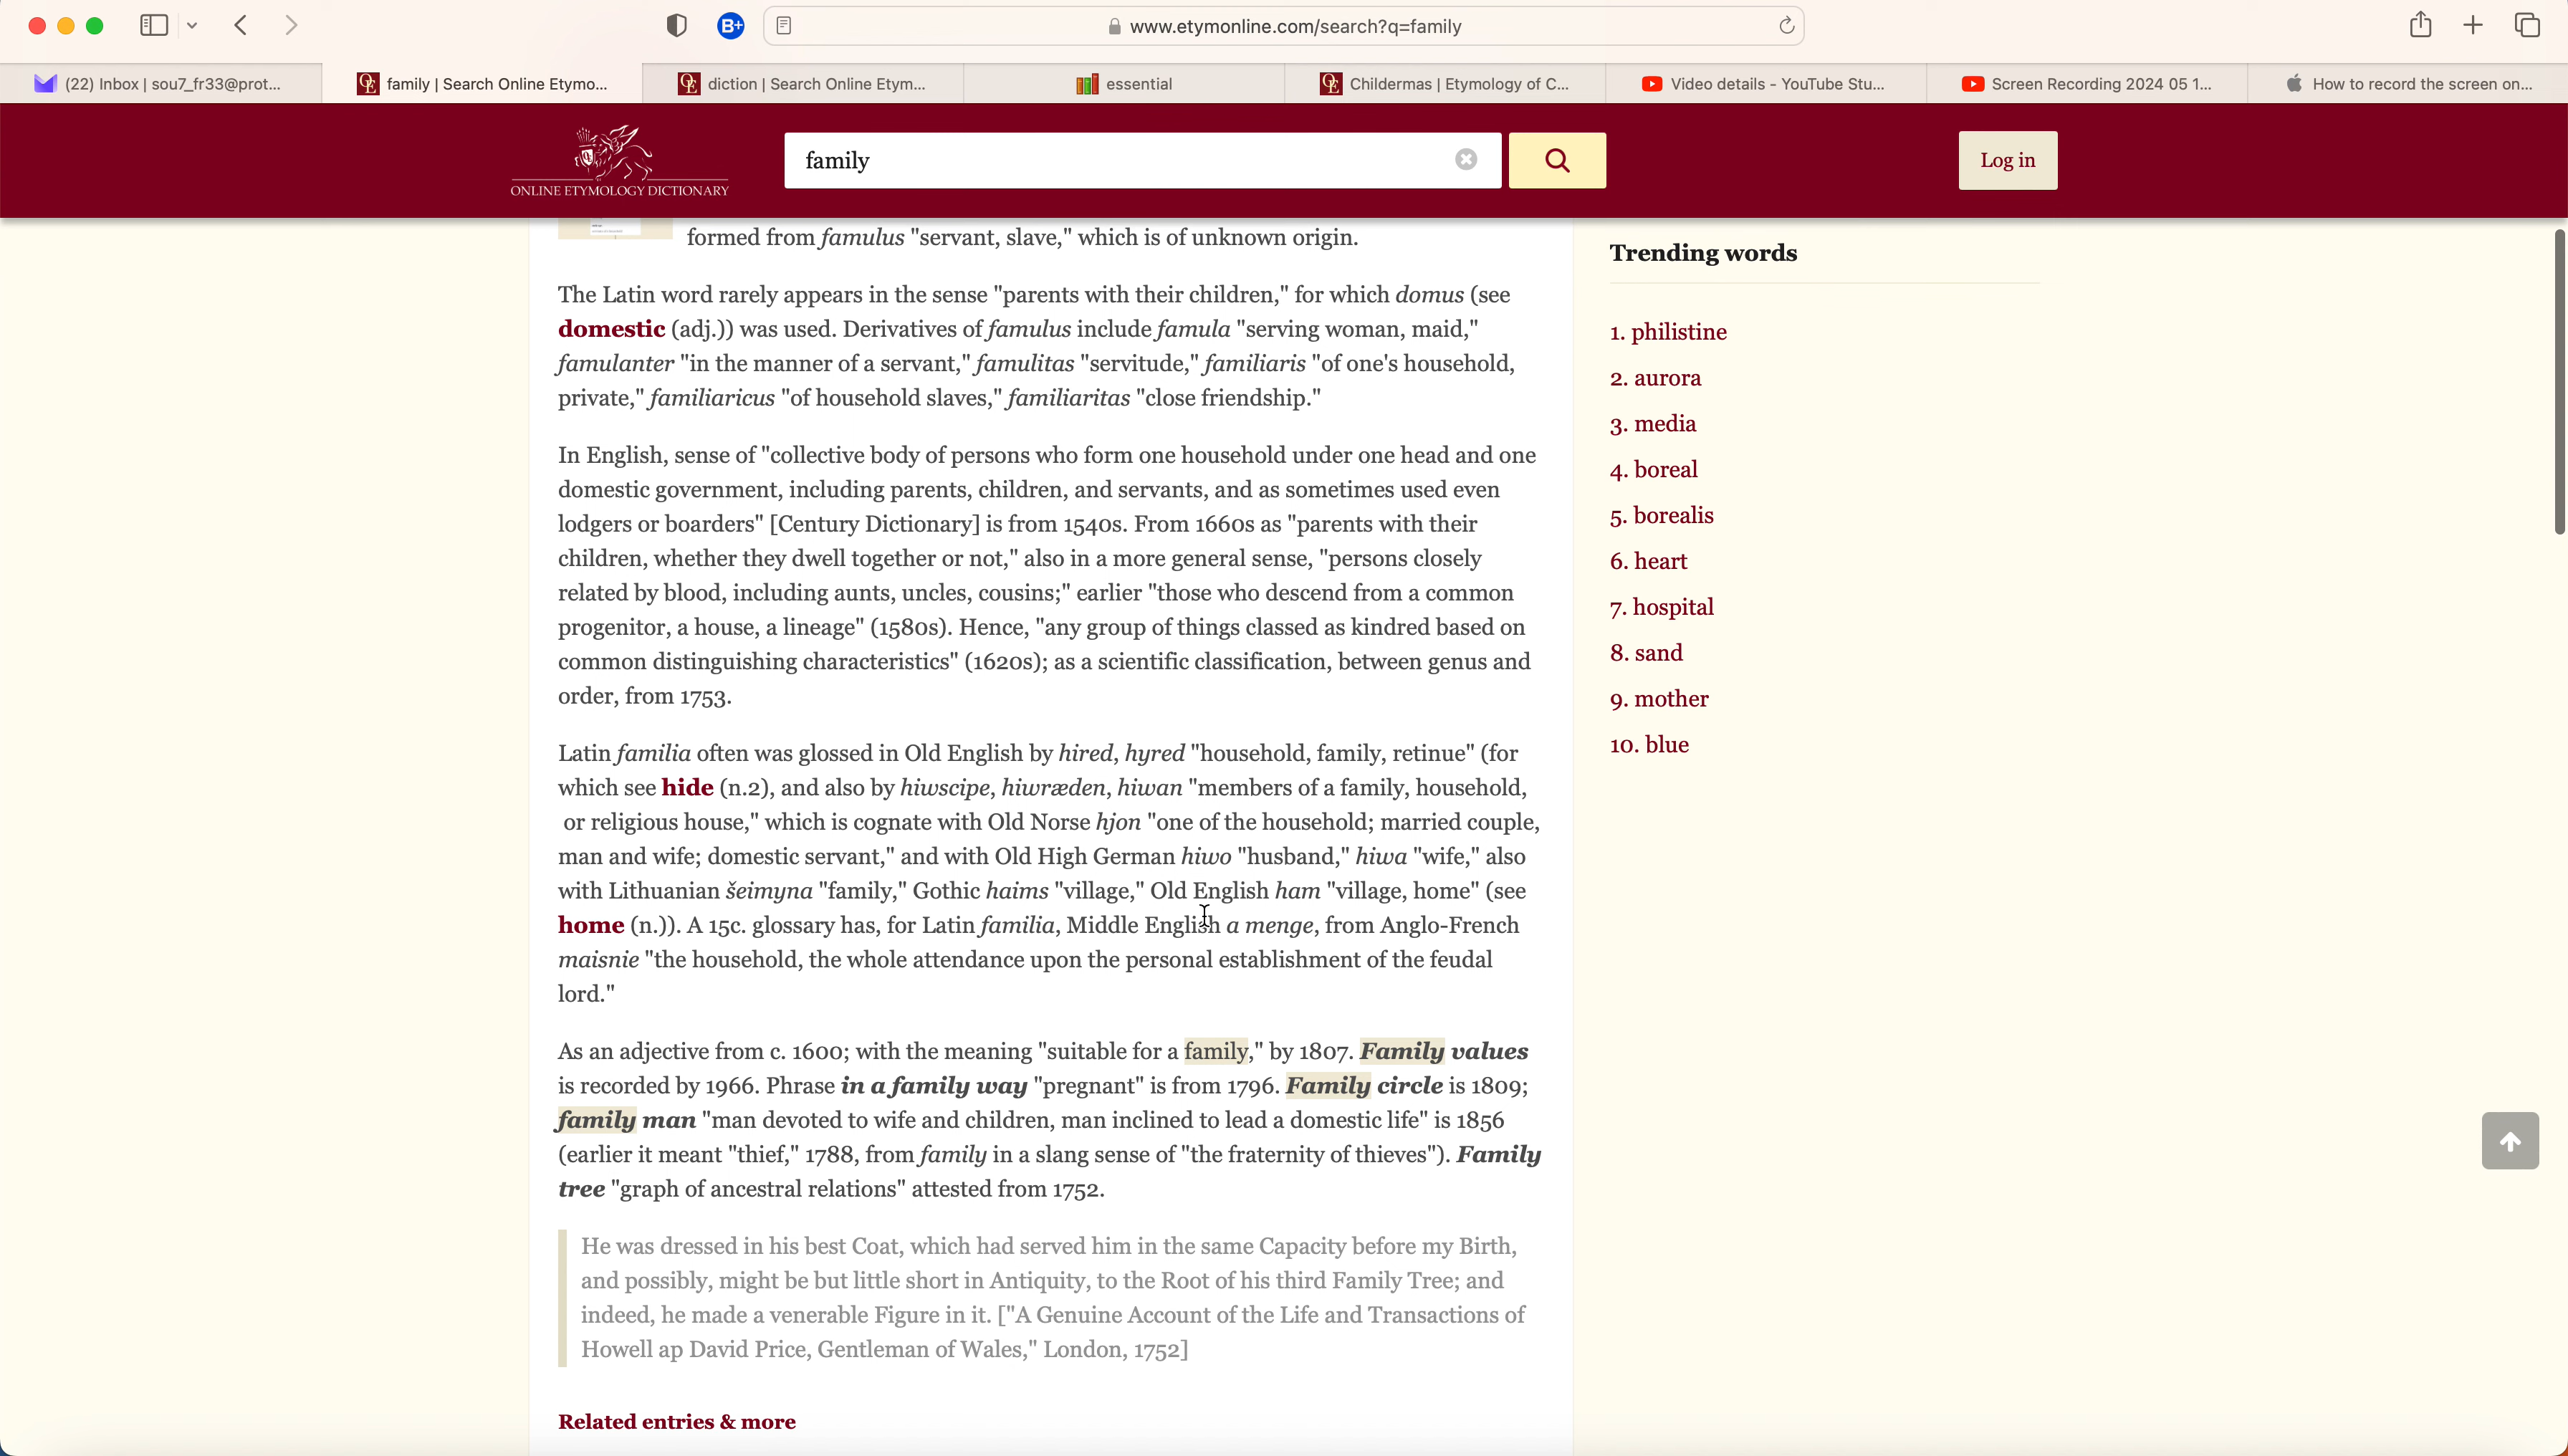 www.etymonline.com/search?q=family
(22) Inbox | sou7_fr33@prot...
family | Search Online Etymo...
diction | Search Online Etym...
essential
Childermas | Etymology of C...
Video details - YouTube Stu...
Screen Recording 2024 05 1...
How to record the screen on...
ONLINE ETYMOLOGY DICTIONARY
family
Log in
formed from famulus "servant, slave," which is of unknown origin.
The Latin word rarely appears in the sense "parents with their children," for which domus (see
domestic (adj.)) was used. Derivatives of famulus include famula "serving woman, maid,"
famulanter "in the manner of a servant," famulitas "servitude," familiaris "of one's household,
private," familiaricus "of household slaves," familiaritas "close friendship."
In English, sense of "collective body of persons who form one household under one head and one
domestic government, including parents, children, and servants, and as sometimes used even
lodgers or boarders" [Century Dictionary] is from 1540s. From 1660s as "parents with their
children, whether they dwell together or not," also in a more general sense, "persons closely
related by blood, including aunts, uncles, cousins;" earlier "those who descend from a common
progenitor, a house, a lineage" (1580s). Hence, "any group of things classed as kindred based on
common distinguishing characteristics" (1620s); as a scientific classification, between genus and
order, from 1753.
Latin familia often was glossed in Old English by hired, hyred "household, family, retinue" (for
which see hide (n.2), and also by hiwscipe, hiwræden, hiwan "members of a family, household,
or religious house," which is cognate with Old Norse hjon "one of the household; married couple,
man and wife; domestic servant," and with Old High German hiwo "husband," hiwa "wife," also
with Lithuanian šeimyna "family," Gothic haims "village," Old English ham "village, home" (see
home (n.)). A 15c. glossary has, for Latin familia, Middle English a menge, from Anglo-French
maisnie "the household, the whole attendance upon the personal establishment of the feudal
lord."
As an adjective from c. 1600; with the meaning "suitable for a family," by 1807. Family values
is recorded by 1966. Phrase in a family way "pregnant" is from 1796. Family circle is 1809;
family man "man devoted to wife and children, man inclined to lead a domestic life" is 1856
(earlier it meant "thief," 1788, from family in a slang sense of "the fraternity of thieves"). Family
tree "graph of ancestral relations" attested from 1752.
He was dressed in his best Coat, which had served him in the same Capacity before my Birth,
and possibly, might be but little short in Antiquity, to the Root of his third Family Tree; and
indeed, he made a venerable Figure in it. ["A Genuine Account of the Life and Transactions of
Howell ap David Price, Gentleman of Wales," London, 1752]
Related entries & more
Trending words
1. philistine
2. aurora
3. media
4. boreal
5. borealis
6. heart
7. hospital
8. sand
9. mother
10. blue